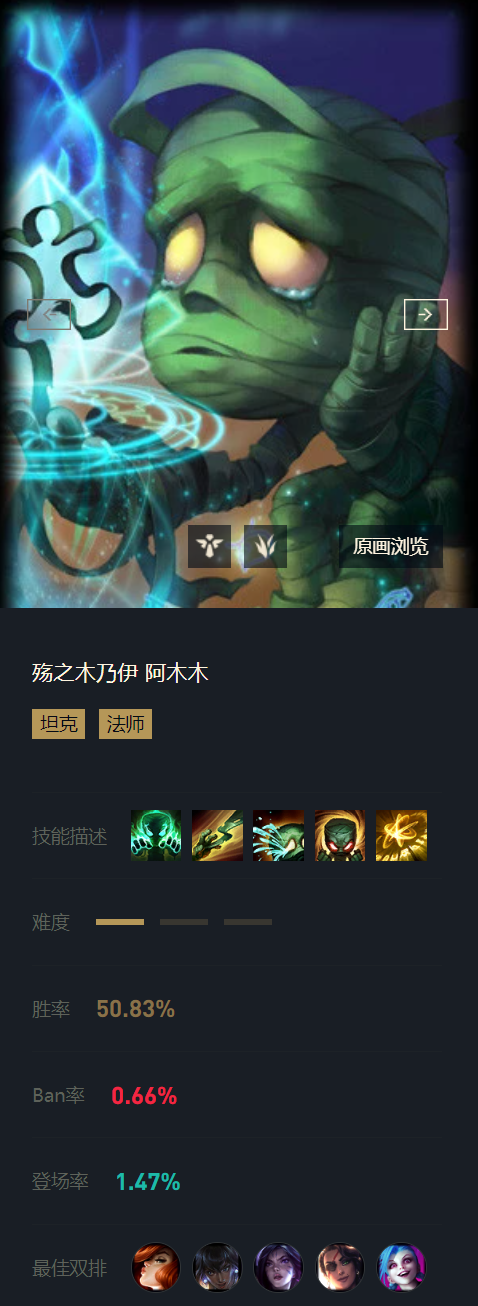 原画浏览
殇之木乃伊 阿木木
坦克 法师
技能描述
难度
胜率 50.83%
Ban率 0.66%
登场率 1.47%
最佳双排